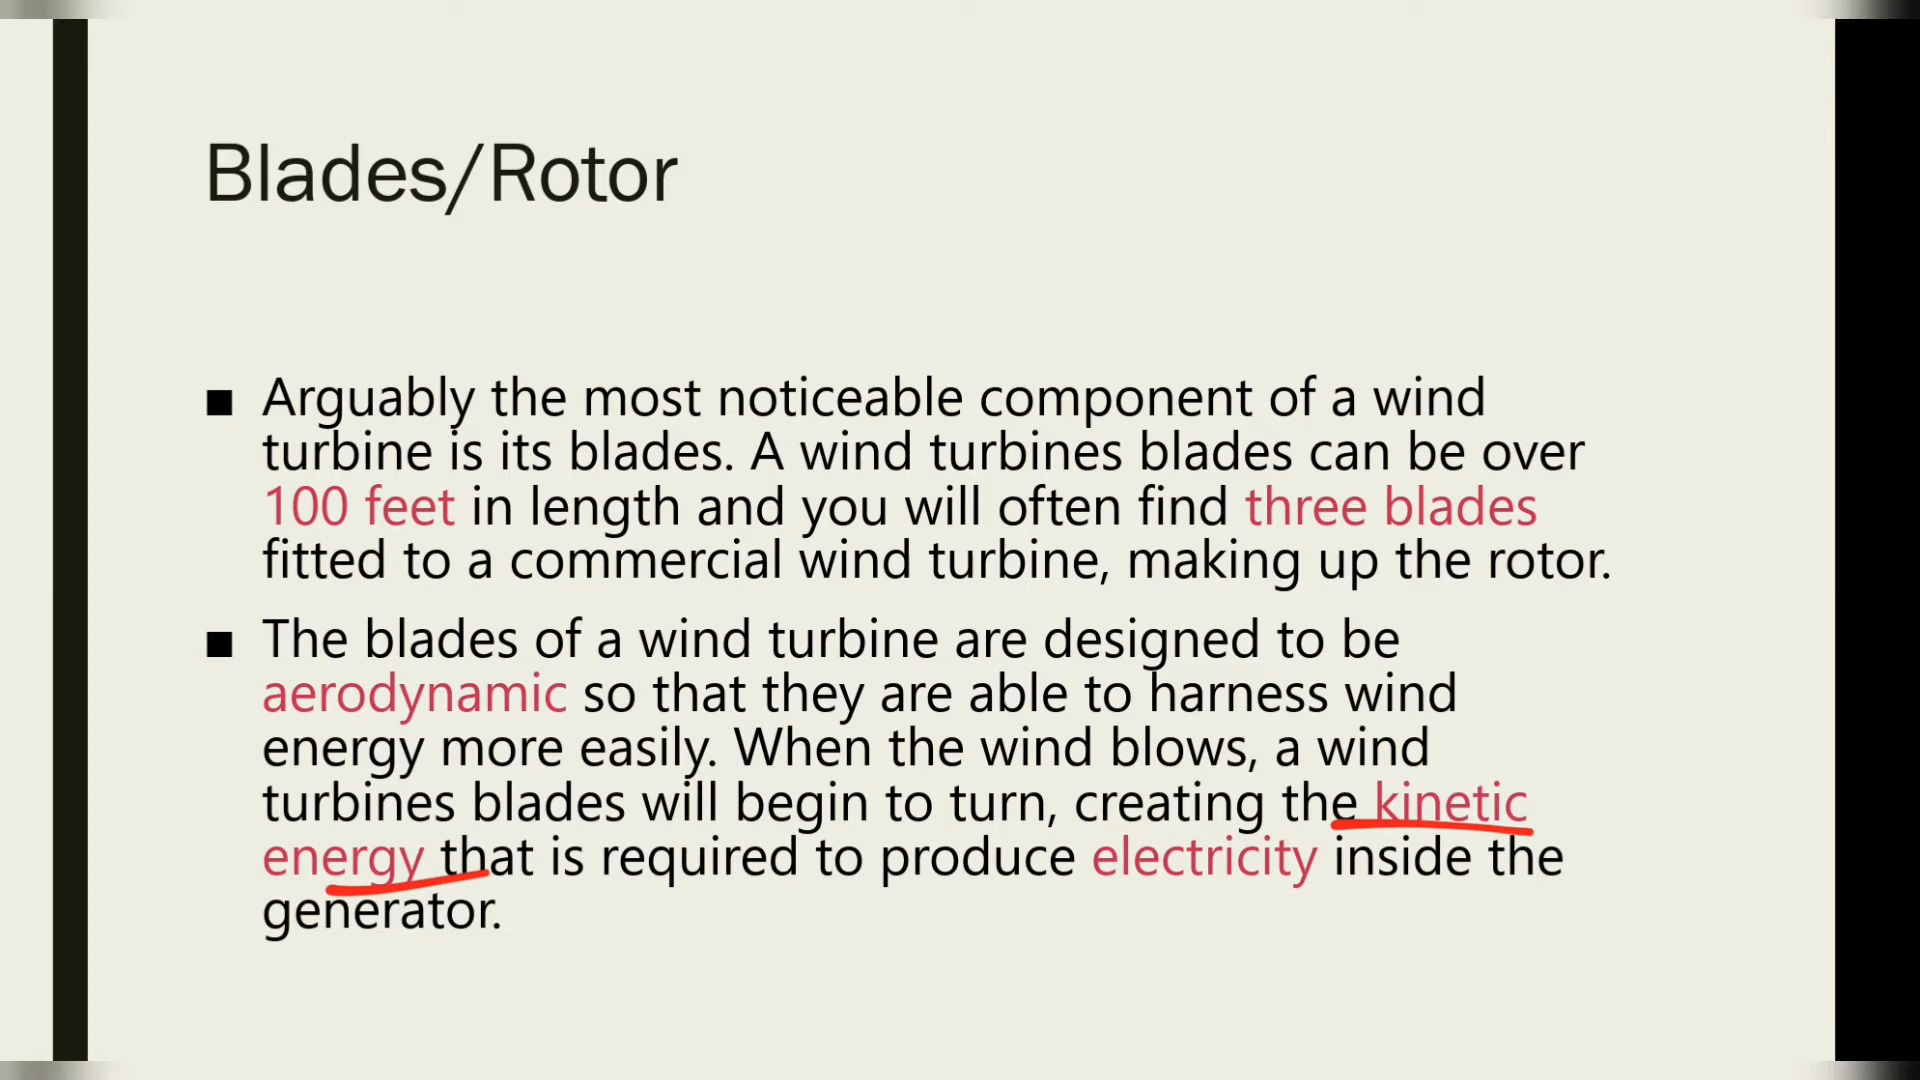 Blades/Rotor
■ Arguably the most noticeable component of a wind
turbine is its blades. A wind turbines blades can be over
100 feet in length and you will often find three blades
fitted to a commercial wind turbine, making up the rotor.
■ The blades of a wind turbine are designed to be
aerodynamic so that they are able to harness wind
energy more easily. When the wind blows, a wind
turbines blades will begin to turn, creating the kinetic
energy that is required to produce electricity inside the
generator.